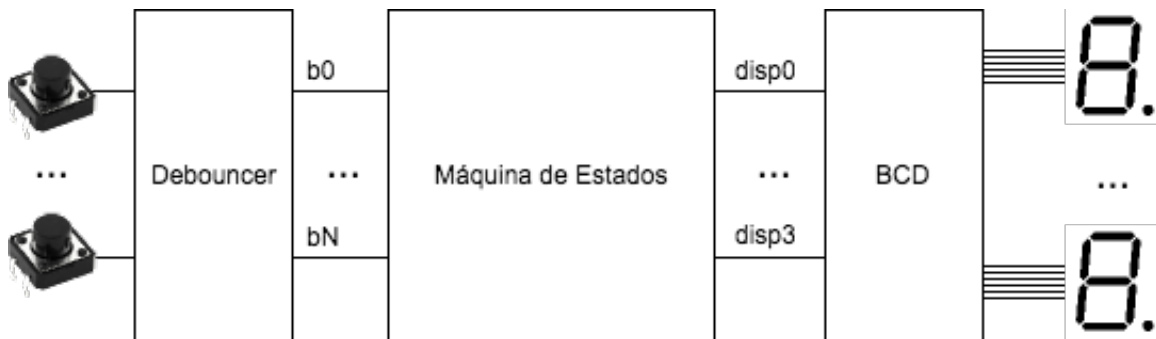 b0
disp0
...
Debouncer
...
Máquina de Estados
...
BCD
...
bN
disp3